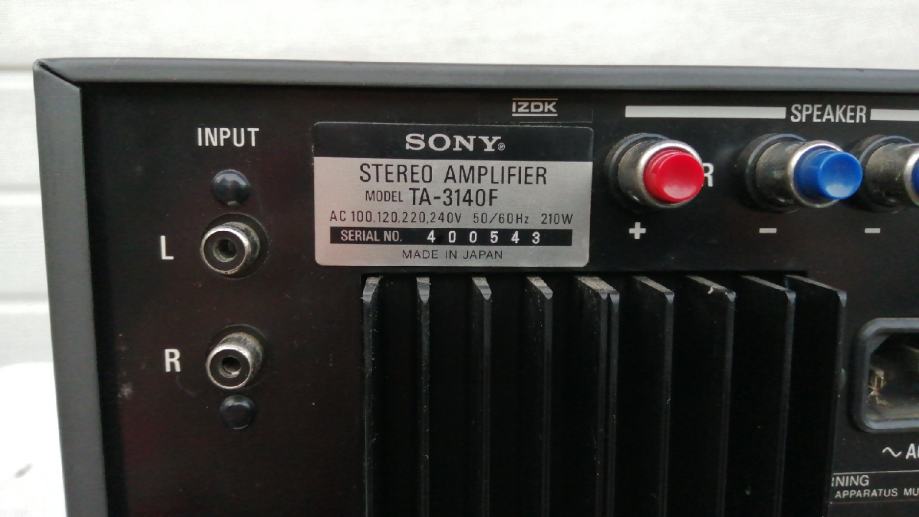 IZDK
SPEAKER
INPUT
SONY®
STEREO AMPLIFIER
MODEL TA-3140F
AC 100,120,220,240V 50/60Hz 210W
SERIAL NO. 400543
MADE IN JAPAN
R
+
−
−
L
R
~ A
RNING
APPARATUS MU